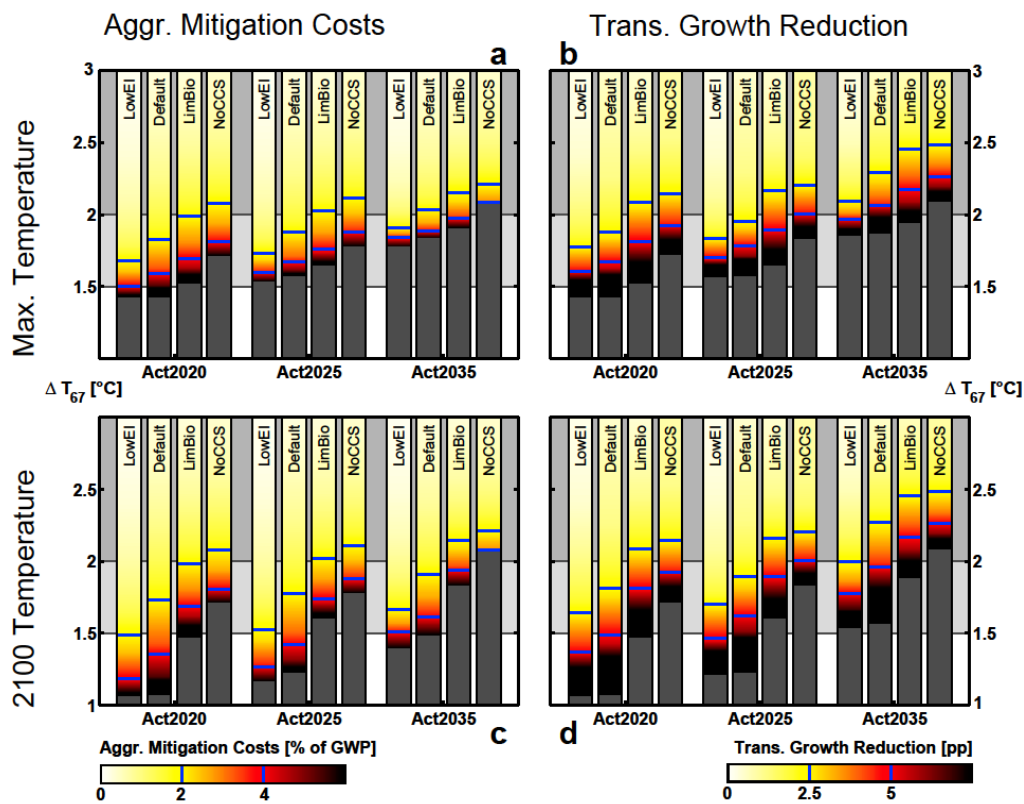 Aggr. Mitigation Costs
Trans. Growth Reduction
a
b
Max. Temperature
3
2.5
2
1.5
LowEI
Default
LimBio
NoCCS
LowEI
Default
LimBio
NoCCS
LowEI
Default
LimBio
NoCCS
LowEI
Default
LimBio
NoCCS
LowEI
Default
LimBio
NoCCS
LowEI
Default
LimBio
NoCCS
3
2.5
2
1.5
Act2020
Act2025
Act2035
Act2020
Act2025
Act2035
Δ T67 [°C]
Δ T67 [°C]
2100 Temperature
2.5
2
1.5
1
LowEI
Default
LimBio
NoCCS
LowEI
Default
LimBio
NoCCS
LowEI
Default
LimBio
NoCCS
LowEI
Default
LimBio
NoCCS
LowEI
Default
LimBio
NoCCS
LowEI
Default
LimBio
NoCCS
2.5
2
1.5
1
Act2020
Act2025
Act2035
Act2020
Act2025
Act2035
c
d
Aggr. Mitigation Costs [% of GWP]
0
2
4
Trans. Growth Reduction [pp]
0
2.5
5